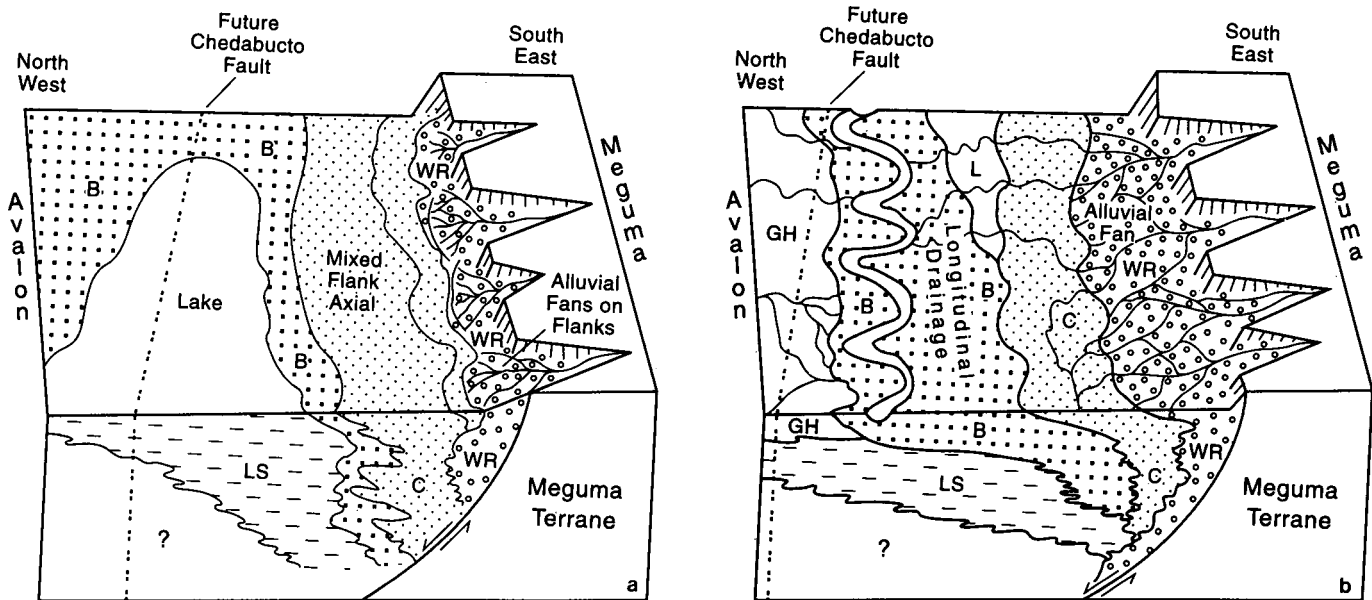 North
West
Future
Chedabucto
Fault
South
East
Avalon
Meguma
B
B
B
Lake
Mixed
Flank
Axial
WR
WR
Alluvial
Fans on
Flanks
LS
C
WR
Meguma
Terrane
?
a
North
West
Future
Chedabucto
Fault
South
East
Avalon
Meguma
GH
B
Longitudinal
Drainage
B
L
C
Alluvial
Fan
WR
GH
B
LS
C
WR
Meguma
Terrane
?
b